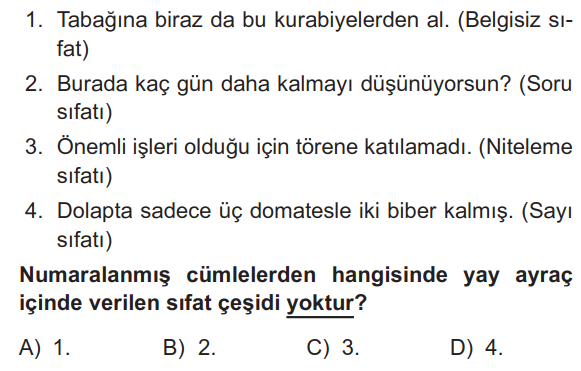 1. Tabağına biraz da bu kurabiyelerden al. (Belgisiz sı-
fat)
2. Burada kaç gün daha kalmayı düşünüyorsun? (Soru
sıfatı)
3. Önemli işleri olduğu için törene katılamadı. (Niteleme
sıfatı)
4. Dolapta sadece üç domatesle iki biber kalmış. (Sayı
sıfatı)
Numaralanmış cümlelerden hangisinde yay ayraç
içinde verilen sıfat çeşidi yoktur?
A) 1. B) 2. C) 3. D) 4.